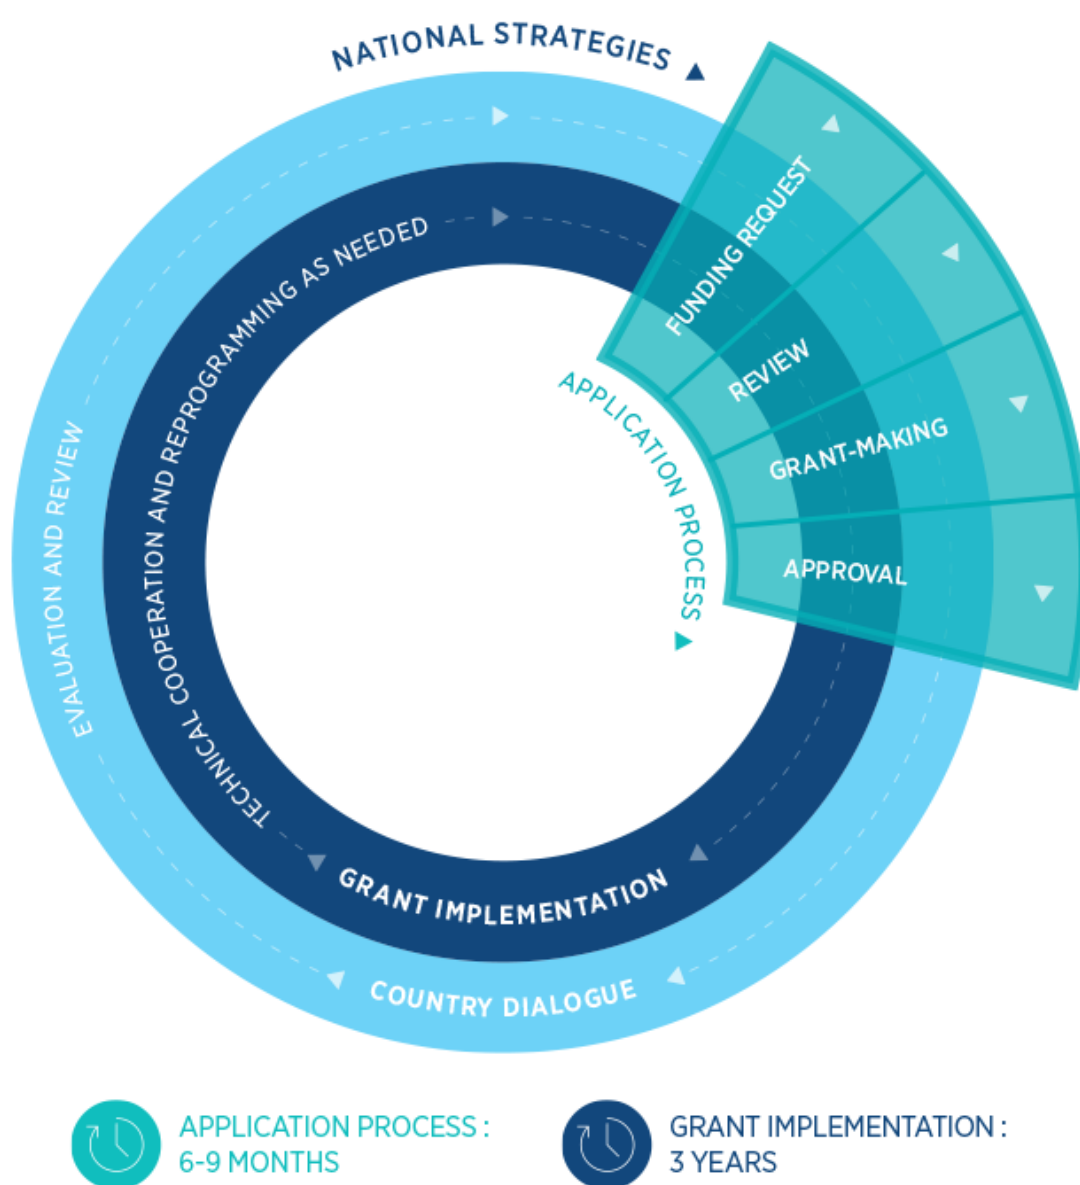 NATIONAL STRATEGIES
FUNDING REQUEST
REVIEW
GRANT-MAKING
APPROVAL
APPLICATION PROCESS
TECHNICAL COOPERATION AND REPROGRAMMING AS NEEDED
EVALUATION AND REVIEW
GRANT IMPLEMENTATION
COUNTRY DIALOGUE
APPLICATION PROCESS :
6-9 MONTHS
GRANT IMPLEMENTATION :
3 YEARS